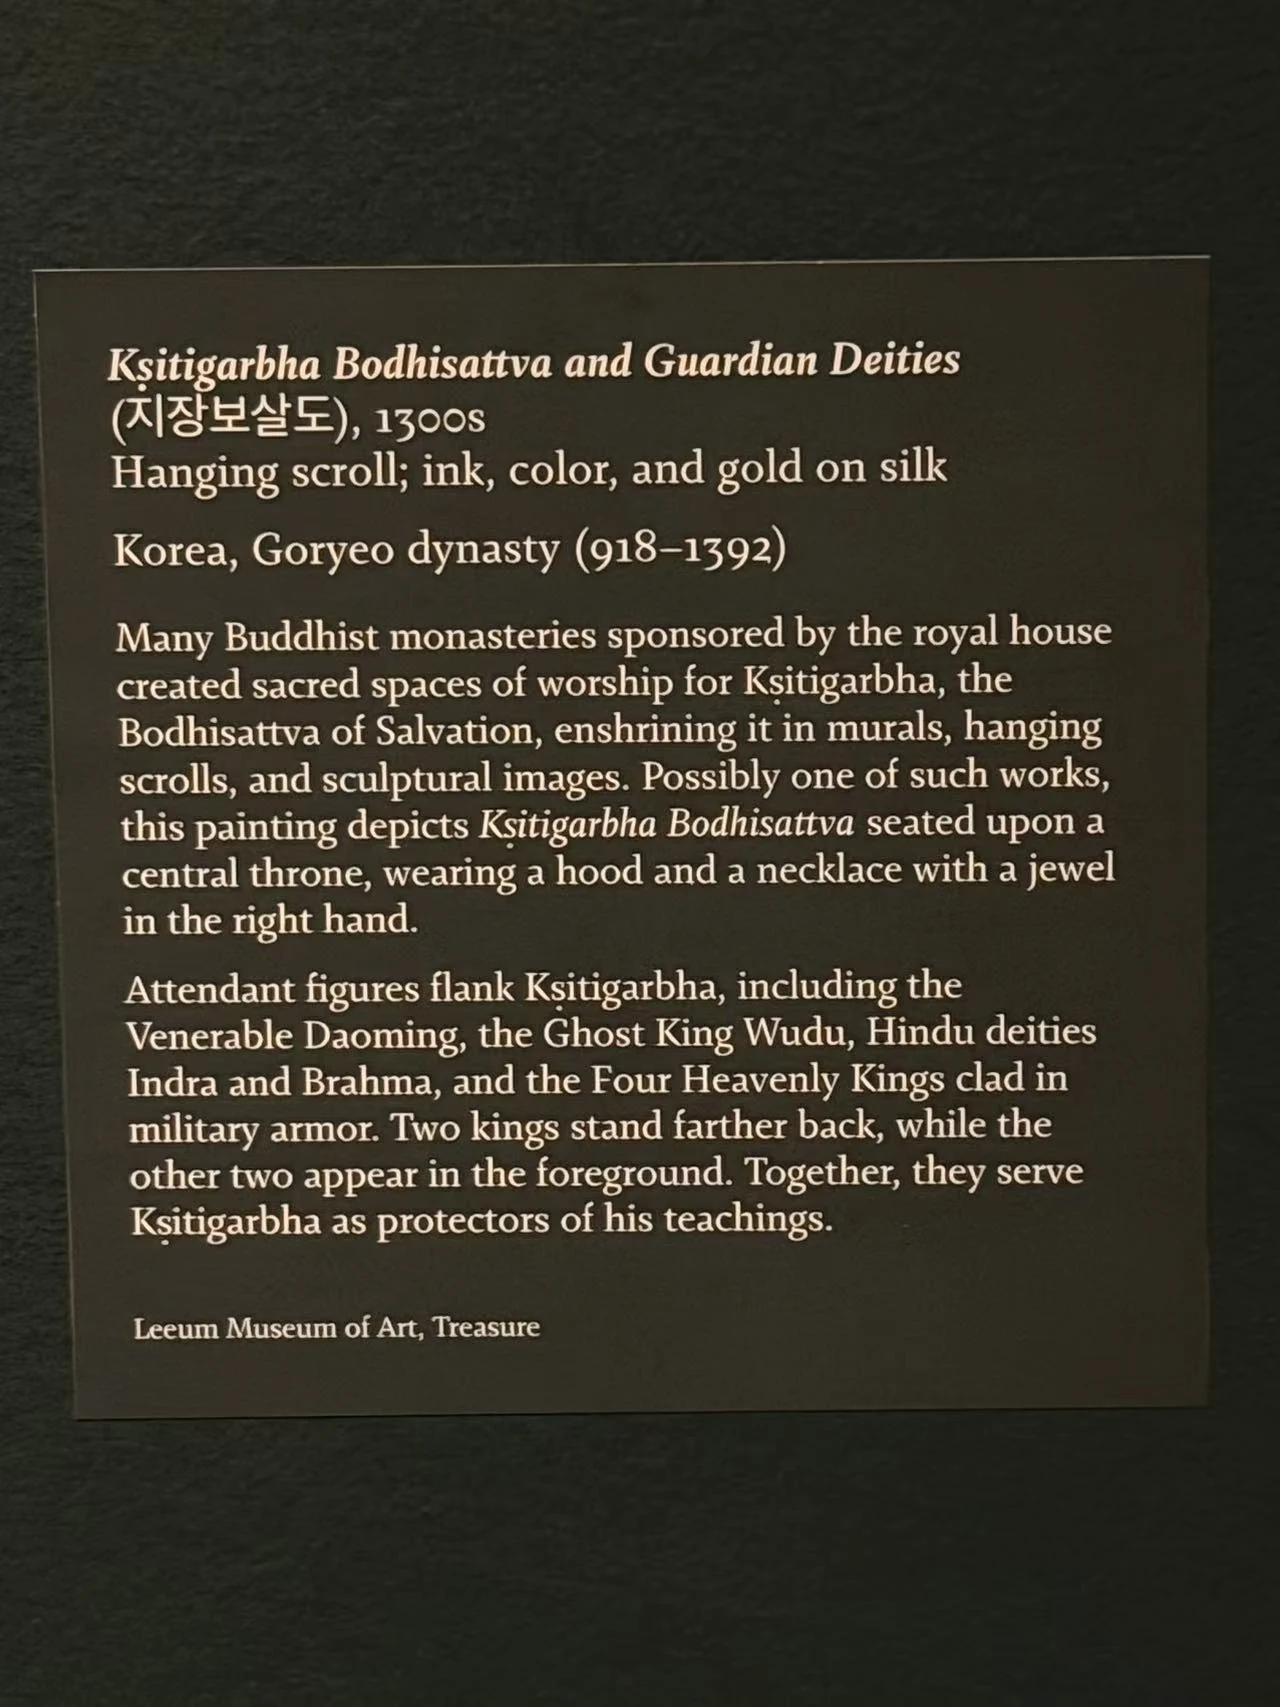 Kṣitigarbha Bodhisattva and Guardian Deities
(지장보살도), 1300s
Hanging scroll; ink, color, and gold on silk
Korea, Goryeo dynasty (918–1392)
Many Buddhist monasteries sponsored by the royal house
created sacred spaces of worship for Kṣitigarbha, the
Bodhisattva of Salvation, enshrining it in murals, hanging
scrolls, and sculptural images. Possibly one of such works,
this painting depicts Kṣitigarbha Bodhisattva seated upon a
central throne, wearing a hood and a necklace with a jewel
in the right hand.
Attendant figures flank Kṣitigarbha, including the
Venerable Daoming, the Ghost King Wudu, Hindu deities
Indra and Brahma, and the Four Heavenly Kings clad in
military armor. Two kings stand farther back, while the
other two appear in the foreground. Together, they serve
Kṣitigarbha as protectors of his teachings.
Leeum Museum of Art, Treasure